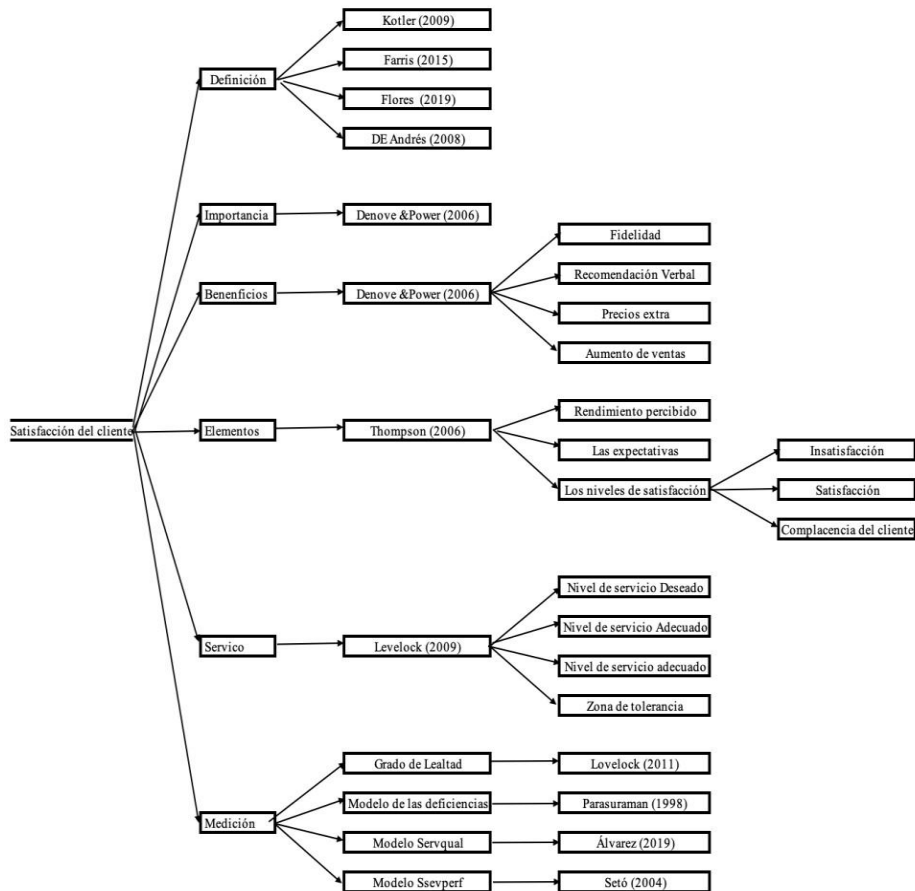 Kotler (2009)
Farris (2015)
Definición
Flores (2019)
DE Andrés (2008)
Importancia
Denove &Power (2006)
Fidelidad
Recomendación Verbal
Benenficios
Denove &Power (2006)
Precios extra
Aumento de ventas
Satisfacción del cliente
Elementos
Thompson (2006)
Rendimiento percibido
Las expectativas
Los niveles de satisfacción
Insatisfacción
Satisfacción
Complacencia del cliente
Servico
Levelock (2009)
Nivel de servicio Deseado
Nivel de servicio Adecuado
Nivel de servicio adecuado
Zona de tolerancia
Medición
Grado de Lealtad
Lovelock (2011)
Modelo de las deficiencias
Parasuraman (1998)
Modelo Servqual
Álvarez (2019)
Modelo Ssevperf
Setó (2004)